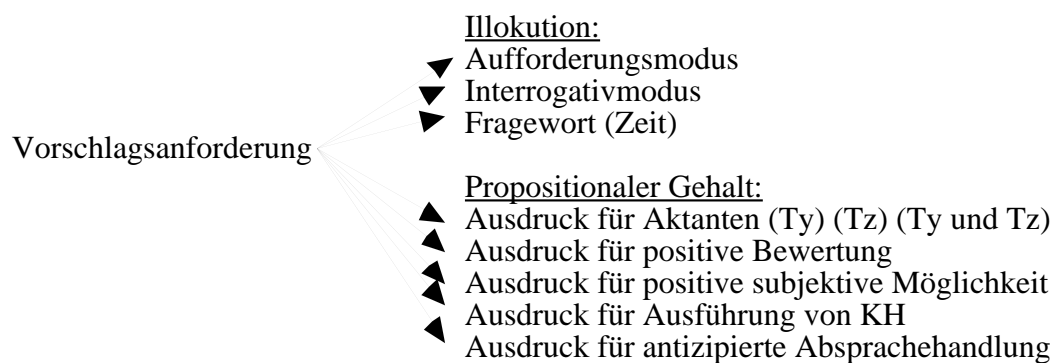 Illokution:
Aufforderungsmodus
Interrogativmodus
Fragewort (Zeit)
Vorschlagsanforderung
Propositionaler Gehalt:
Ausdruck für Aktanten (Ty) (Tz) (Ty und Tz)
Ausdruck für positive Bewertung
Ausdruck für positive subjektive Möglichkeit
Ausdruck für Ausführung von KH
Ausdruck für antizipierte Absprachehandlung